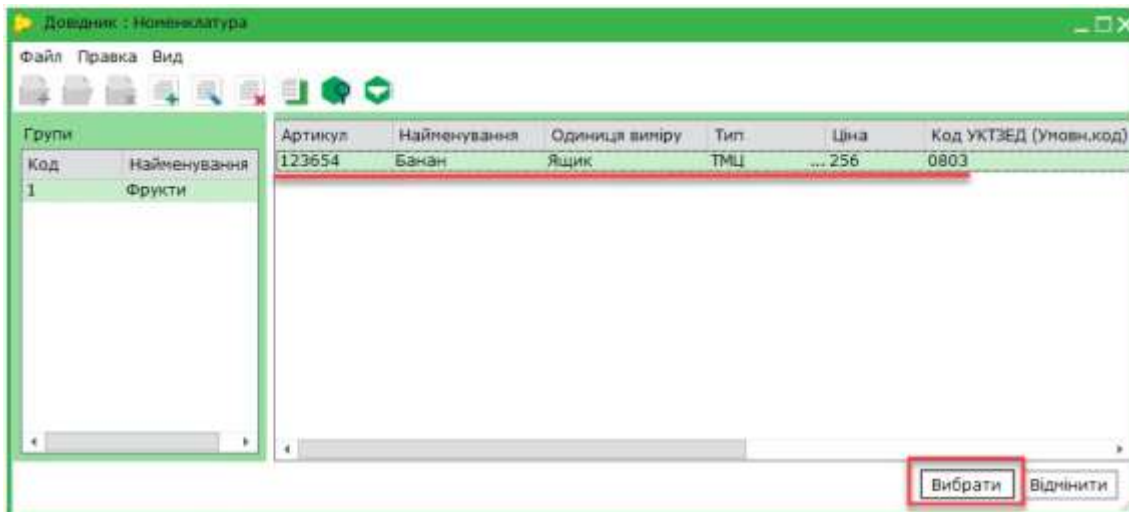 Довідник : Номенклатура
Файл Правка Вид
Групи
Код Найменування
1 Фрукти
Артикул Найменування Одиниця виміру Тип Ціна Код УКТЗЕД (Умовн.код)
123654 Банан Ящик ТМЦ ... 256 0803
Вибрати Відмінити